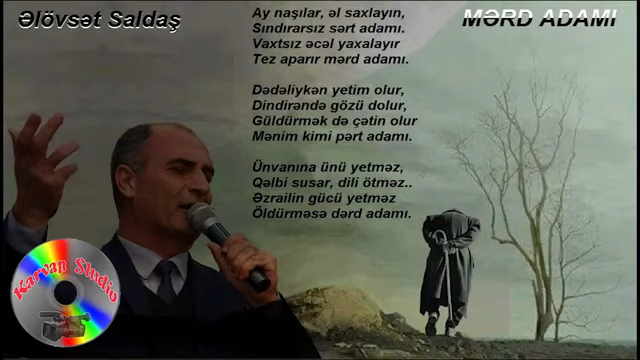 Əlövsət Saldaş
MƏRD ADAMI
Ay naşılar, əl saxlayın,
Sındırarsız sərt adamı.
Vaxtsız əcəl yaxalayır
Tez aparır mərd adamı.
Dədəliykən yetim olur,
Dindirəndə gözü dolur,
Güldürmək də çətin olur
Mənim kimi pərt adamı.
Ünvanına ünü yetməz,
Qəlbi susar, dili ötməz..
Əzrailin gücü yetməz
Öldürməsə dərd adamı.
Karvan Studio